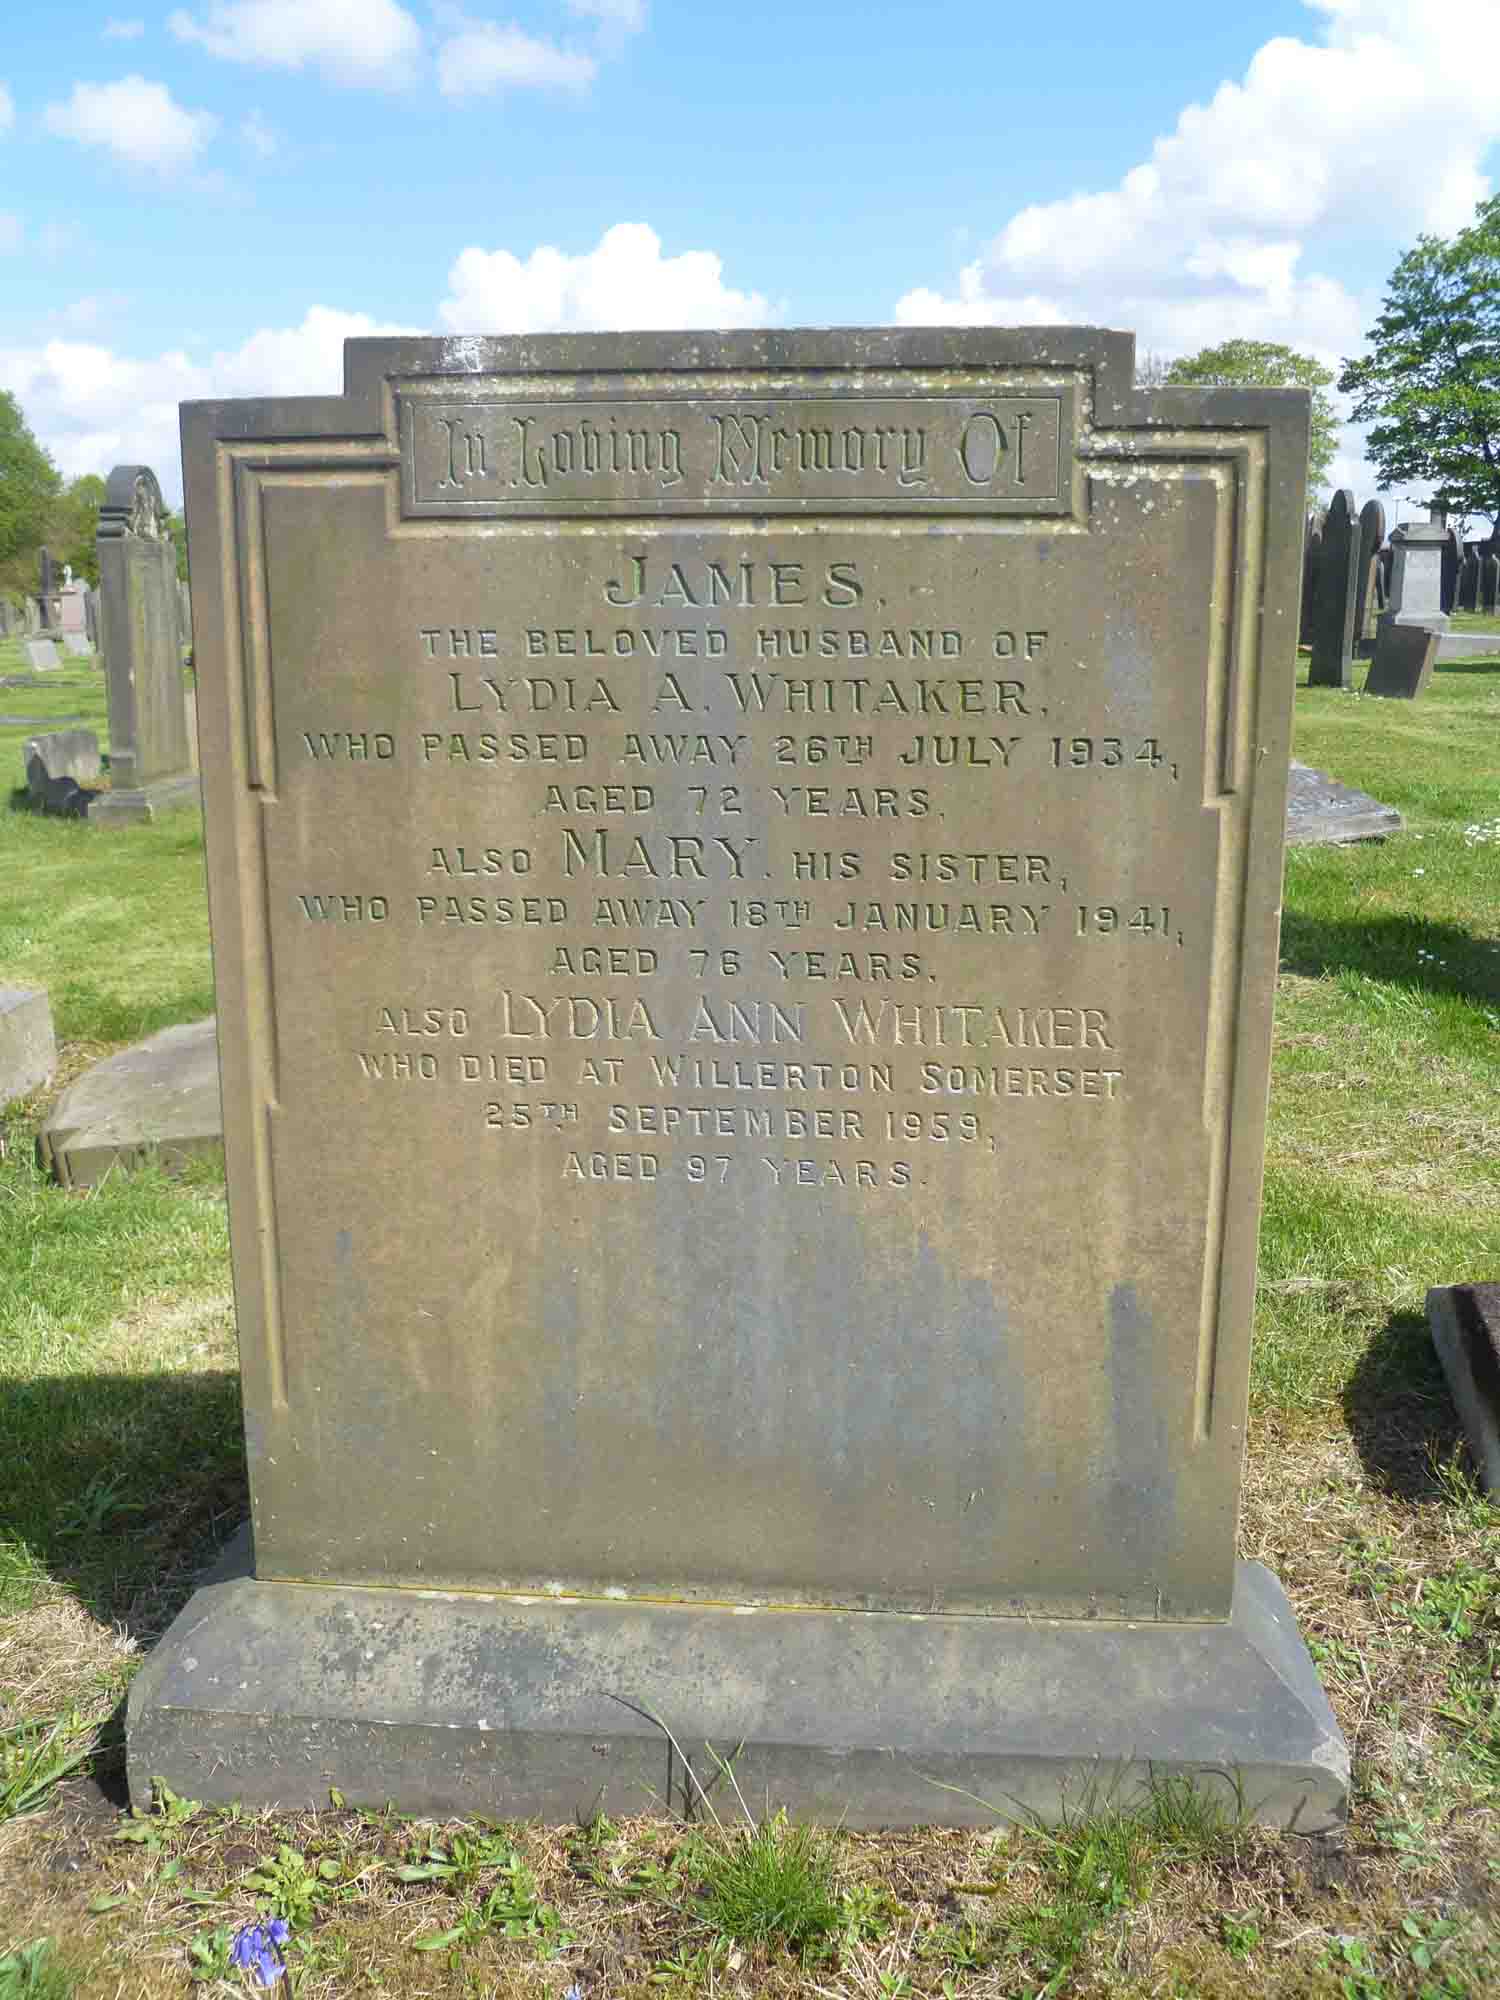 In Loving Memory Of
JAMES,
THE BELOVED HUSBAND OF
LYDIA A. WHITAKER,
WHO PASSED AWAY 26TH JULY 1934,
AGED 72 YEARS.
ALSO MARY, HIS SISTER,
WHO PASSED AWAY 18TH JANUARY 1941,
AGED 76 YEARS.
ALSO LYDIA ANN WHITAKER
WHO DIED AT WILLERTON SOMERSET
25TH SEPTEMBER 1959,
AGED 97 YEARS.